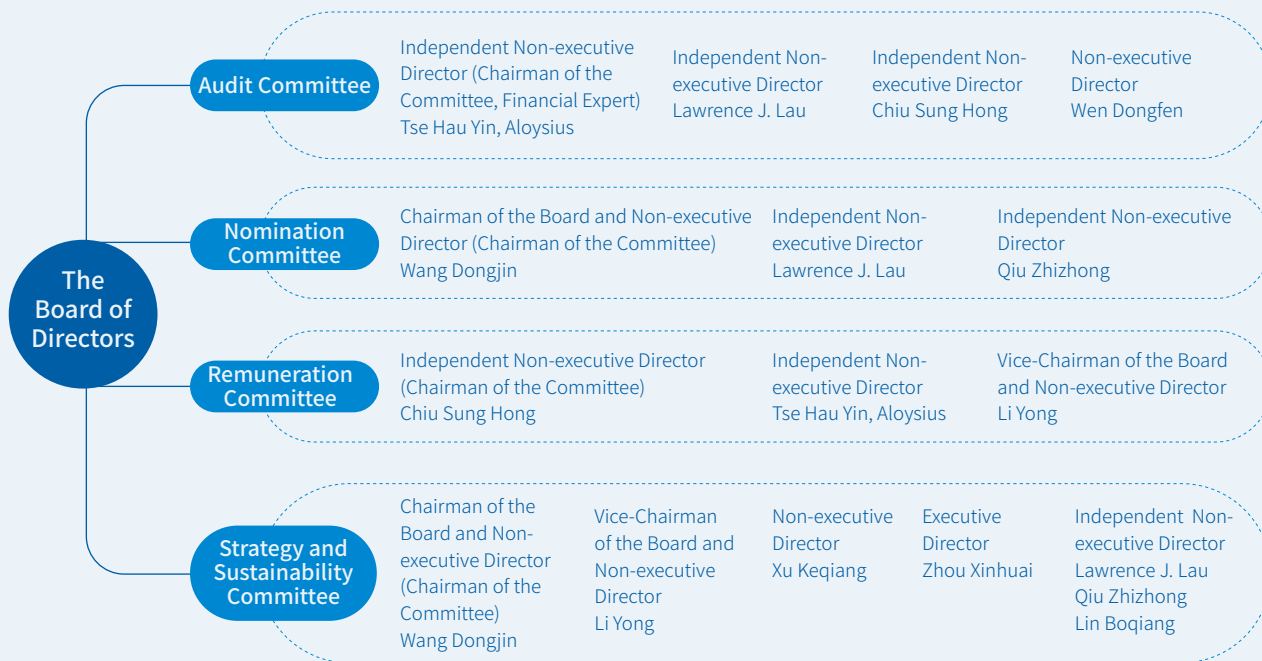 The
Board of
Directors
Audit Committee
Independent Non-executive
Director (Chairman of the
Committee, Financial Expert)
Tse Hau Yin, Aloysius
Independent Non-
executive Director
Lawrence J. Lau
Independent Non-
executive Director
Chiu Sung Hong
Non-executive
Director
Wen Dongfen
Nomination
Committee
Chairman of the Board and Non-executive
Director (Chairman of the Committee)
Wang Dongjin
Independent Non-
executive Director
Lawrence J. Lau
Independent Non-executive
Director
Qiu Zhizhong
Remuneration
Committee
Independent Non-executive Director
(Chairman of the Committee)
Chiu Sung Hong
Independent Non-
executive Director
Tse Hau Yin, Aloysius
Vice-Chairman of the Board
and Non-executive Director
Li Yong
Strategy and
Sustainability
Committee
Chairman of the
Board and Non-
executive Director
(Chairman of the
Committee)
Wang Dongjin
Vice-Chairman
of the Board and
Non-executive
Director
Li Yong
Non-executive
Director
Xu Keqiang
Executive
Director
Zhou Xinhuai
Independent Non-
executive Director
Lawrence J. Lau
Qiu Zhizhong
Lin Boqiang